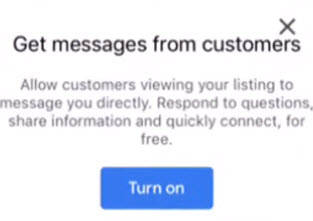 Get messages from customers
Allow customers viewing your listing to
message you directly. Respond to questions,
share information and quickly connect, for
free.
Turn on